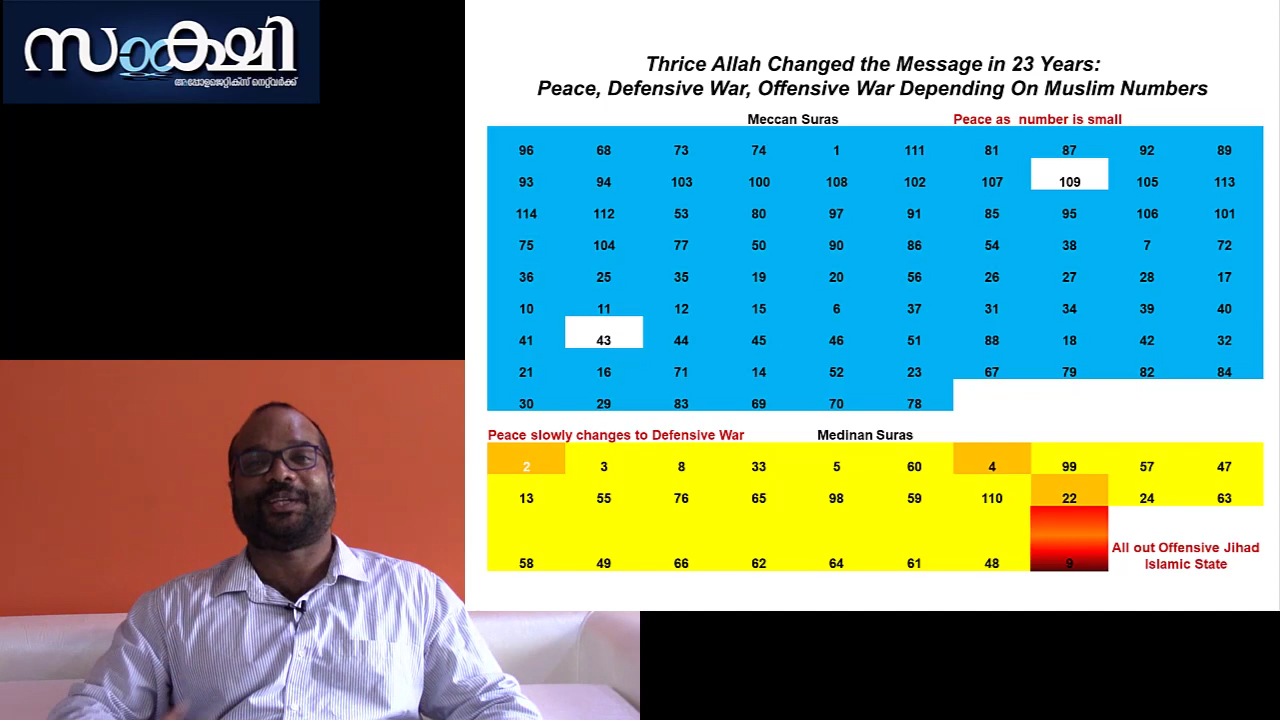 സാക്ഷി
അപ്പോളജെറ്റിക്സ് നെറ്റ്‌വർക്ക്
Thrice Allah Changed the Message in 23 Years:
Peace, Defensive War, Offensive War Depending On Muslim Numbers
Meccan Suras Peace as number is small
96 68 73 74 1 111 81 87 92 89
93 94 103 100 108 102 107 109 105 113
114 112 53 80 97 91 85 95 106 101
75 104 77 50 90 86 54 38 7 72
36 25 35 19 20 56 26 27 28 17
10 11 12 15 6 37 31 34 39 40
41 43 44 45 46 51 88 18 42 32
21 16 71 14 52 23 67 79 82 84
30 29 83 69 70 78
Peace slowly changes to Defensive War Medinan Suras
2 3 8 33 5 60 4 99 57 47
13 55 76 65 98 59 110 22 24 63
58 49 66 62 64 61 48 9
All out Offensive Jihad
Islamic State